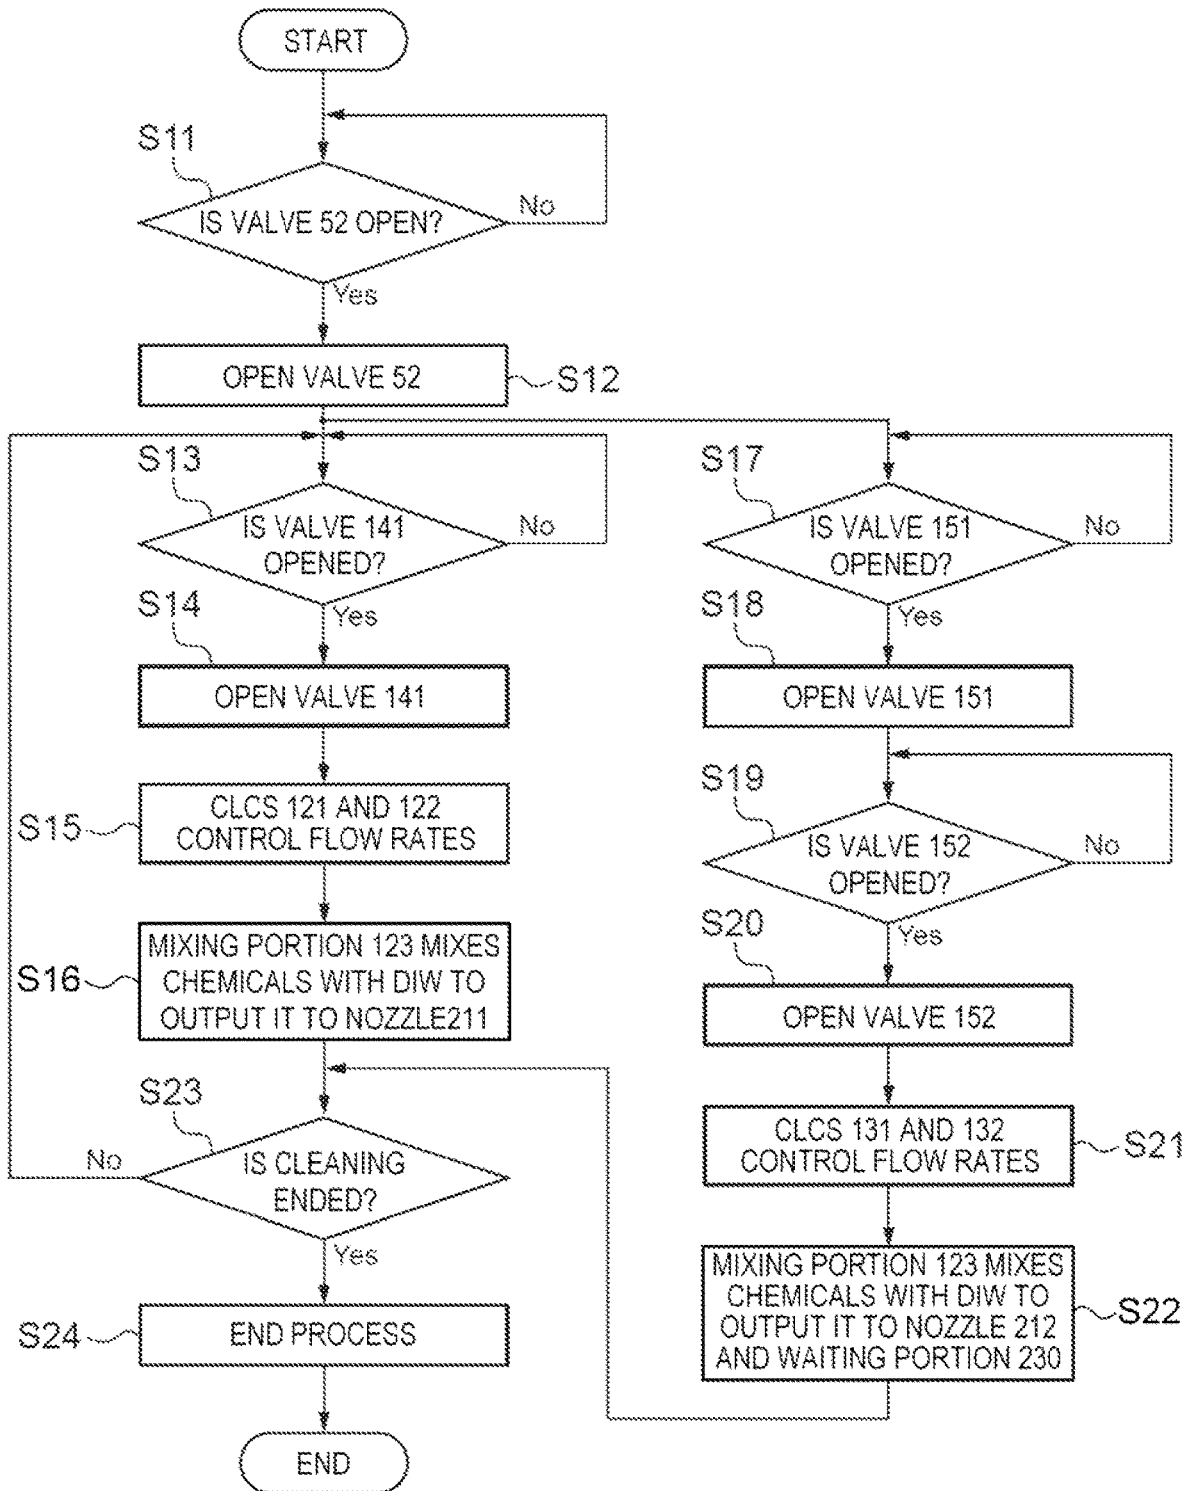 START
S11
IS VALVE 52 OPEN?
No
Yes
OPEN VALVE 52
S12
S13
IS VALVE 141
OPENED?
No
Yes
S14
OPEN VALVE 141
S15
CLCS 121 AND 122
CONTROL FLOW RATES
S16
MIXING PORTION 123 MIXES
CHEMICALS WITH DIW TO
OUTPUT IT TO NOZZLE211
S17
IS VALVE 151
OPENED?
No
Yes
S18
OPEN VALVE 151
S19
IS VALVE 152
OPENED?
No
Yes
S20
OPEN VALVE 152
CLCS 131 AND 132
CONTROL FLOW RATES
S21
MIXING PORTION 123 MIXES
CHEMICALS WITH DIW TO
OUTPUT IT TO NOZZLE 212
AND WAITING PORTION 230
S22
S23
No
IS CLEANING
ENDED?
Yes
S24
END PROCESS
END